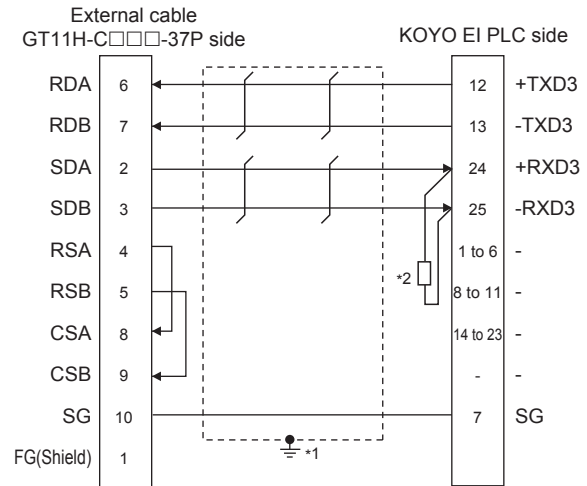 External cable
GT11H-C□□□-37P side
KOYO EI PLC side
RDA 6 12 +TXD3
RDB 7 13 -TXD3
SDA 2 24 +RXD3
SDB 3 25 -RXD3
RSA 4 1 to 6 -
*2
RSB 5 8 to 11 -
CSA 8 14 to 23 -
CSB 9 - -
SG 10 7 SG
*1
FG(Shield) 1